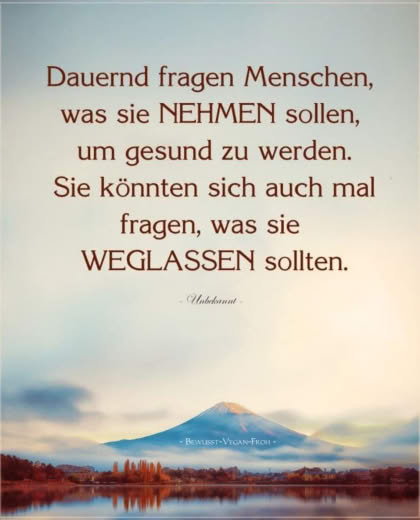 Dauernd fragen Menschen,
was sie NEHMEN sollen,
um gesund zu werden.
Sie könnten sich auch mal
fragen, was sie
WEGLASSEN sollten.
- Unbekannt -
- Bewusst-Vegan-Froh -